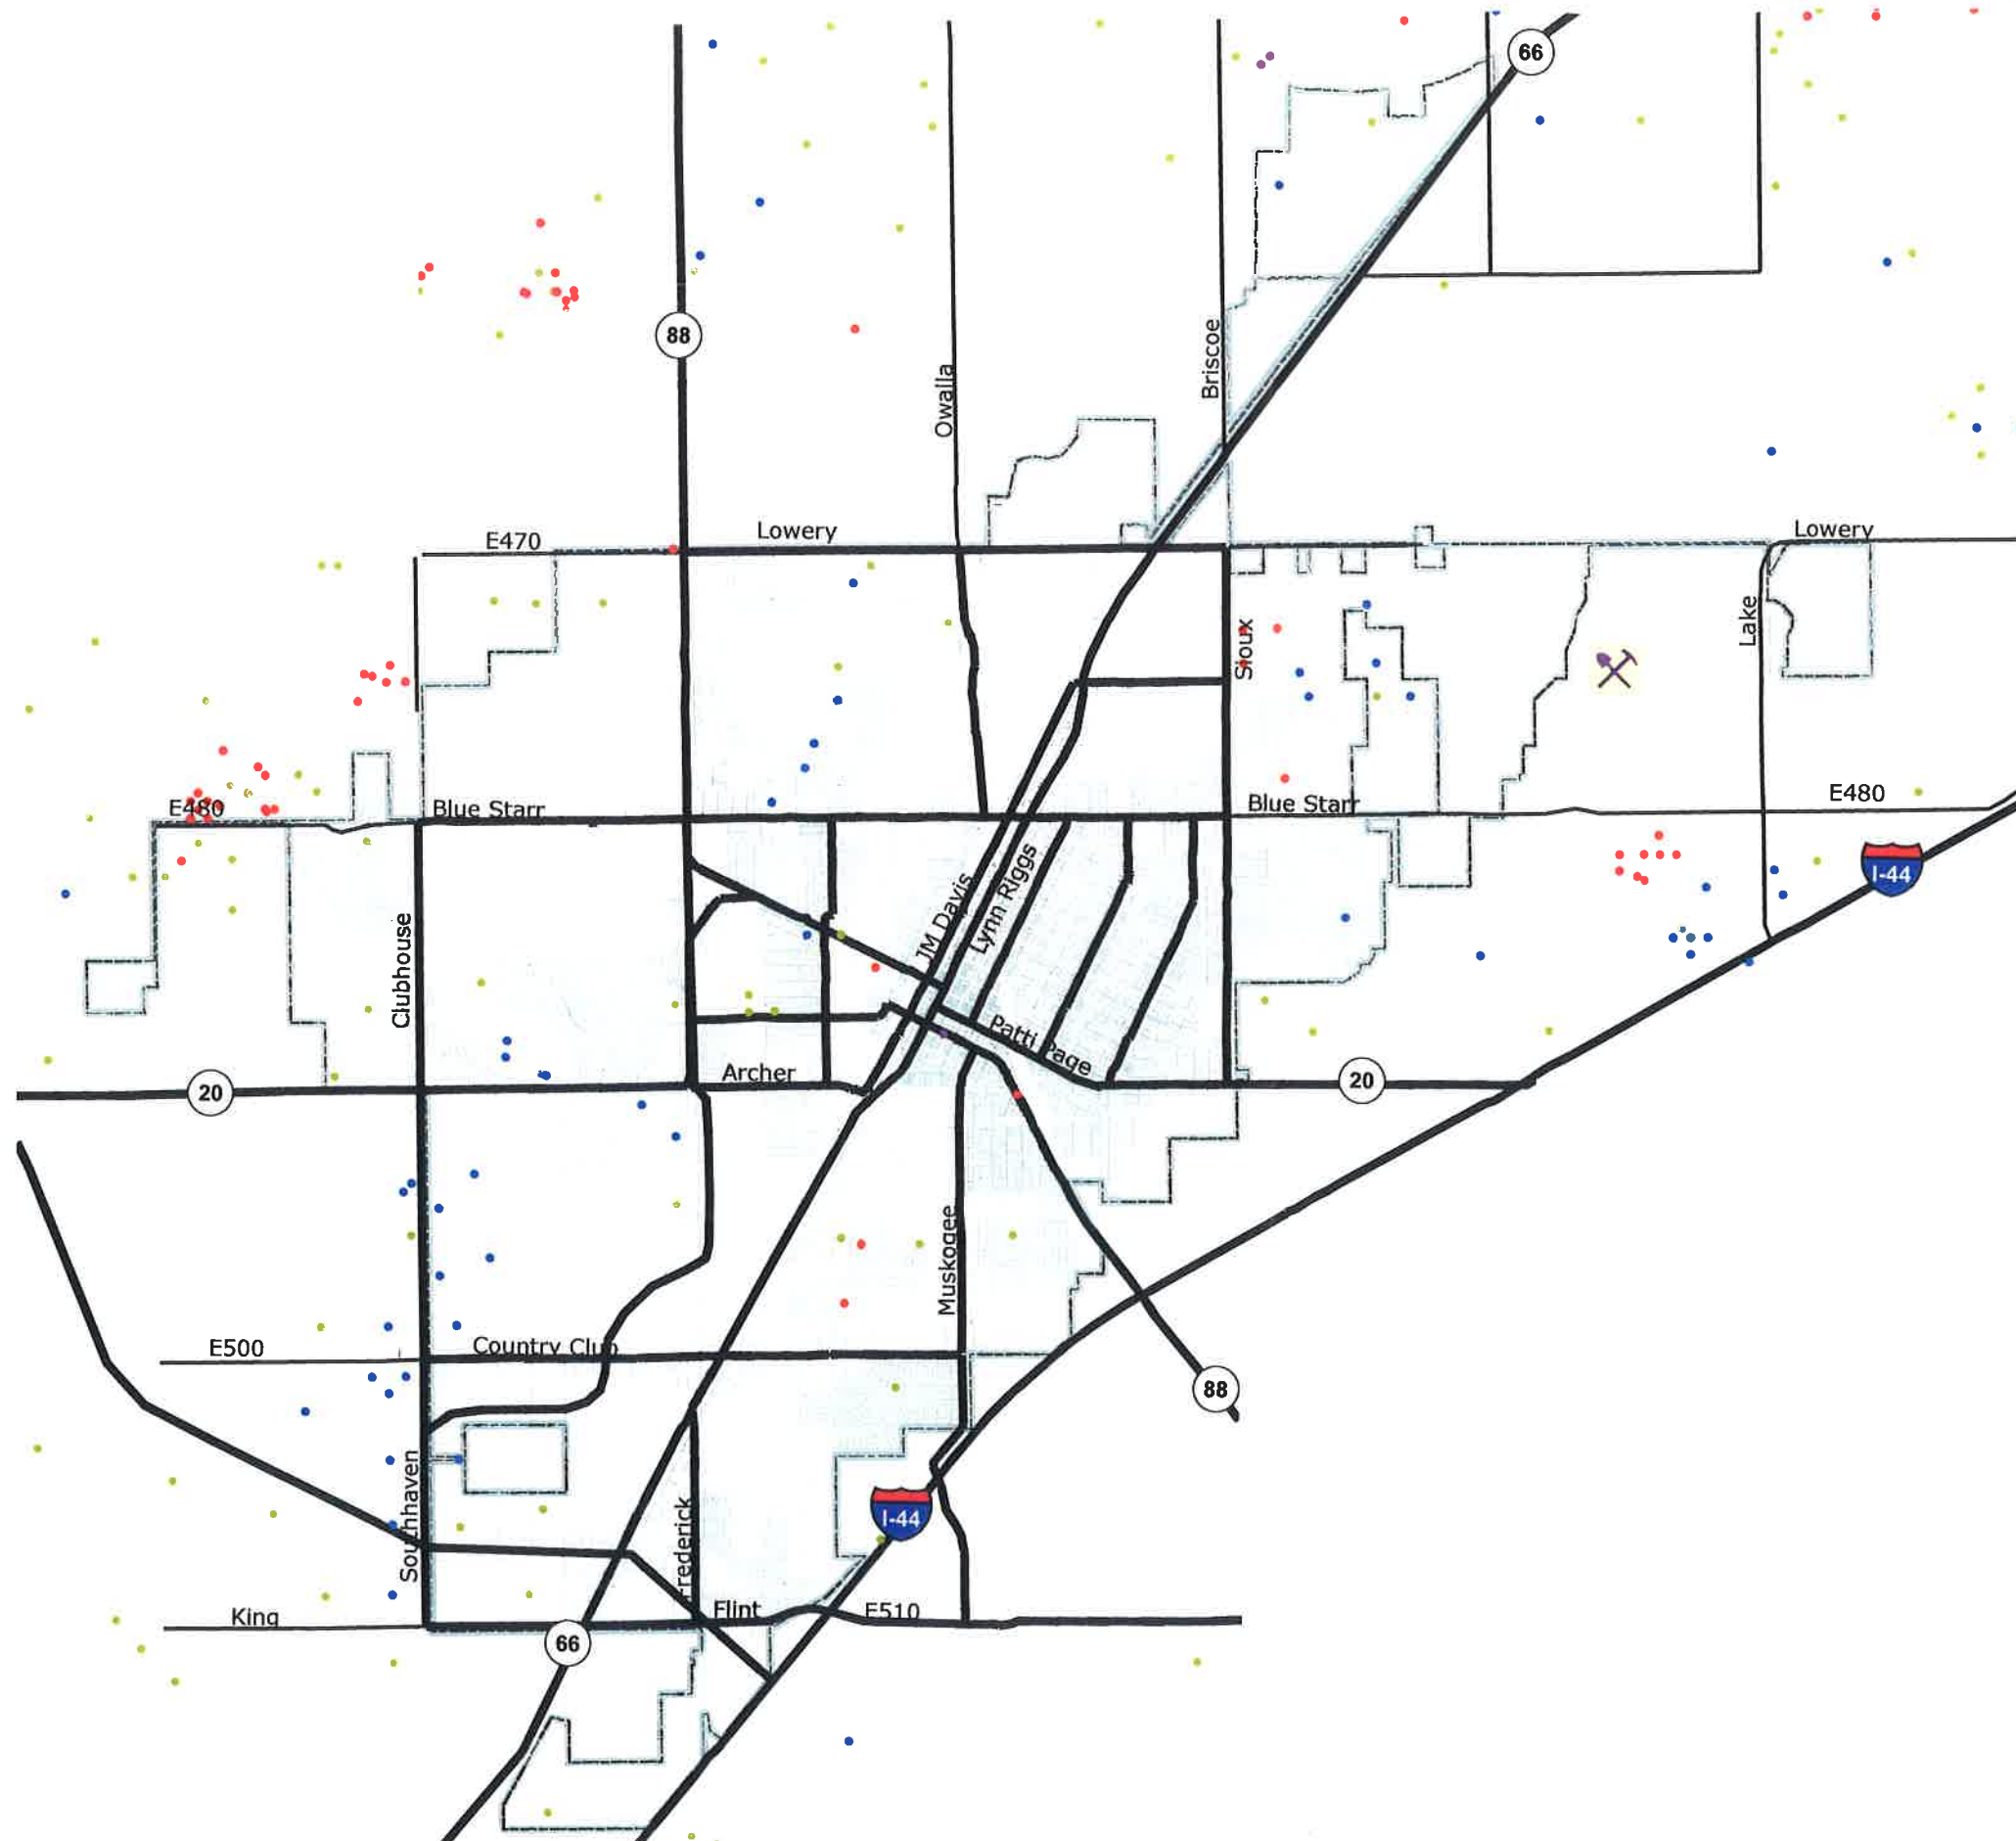 66
88
Owalla
Briscoe
E470
Lowery
Lowery
Sioux
Lake
E480
Blue Starr
Blue Starr
E480
I-44
Clubhouse
JM Davis
Lynn Riggs
Patti Page
20
Archer
20
Muskogee
E500
Country Club
88
Southhaven
Frederick
I-44
King
Flint
E510
66